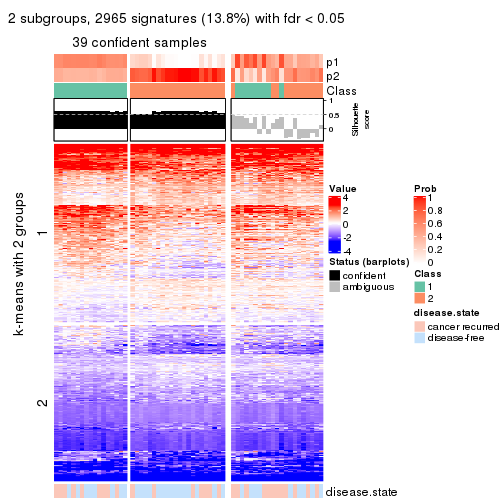 2 subgroups, 2965 signatures (13.8%) with fdr < 0.05
39 confident samples
p1
p2
Class
1
0.5
0
Silhouette
score
k-means with 2 groups
1
2
Value
4
2
0
-2
-4
Status (barplots)
confident
ambiguous
Prob
1
0.8
0.6
0.4
0.2
0
Class
1
2
disease.state
cancer recurred
disease-free
disease.state